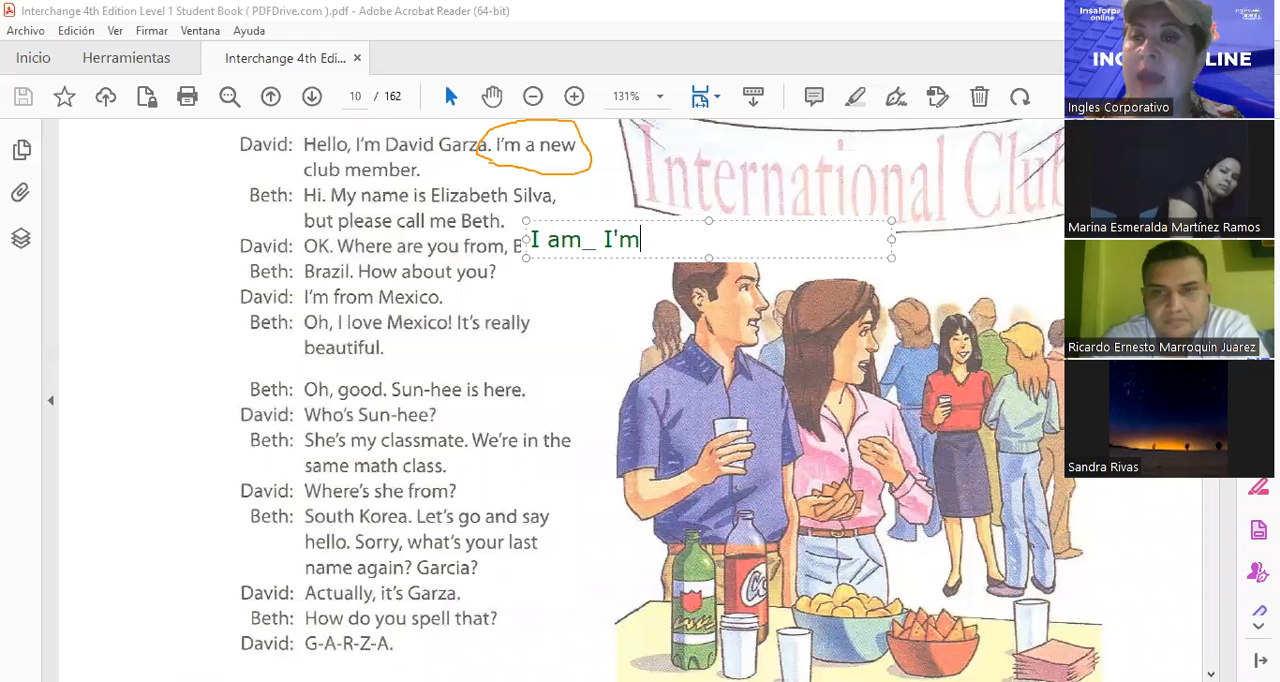 Interchange 4th Edition Level 1 Student Book ( PDFDrive.com ).pdf - Adobe Acrobat Reader (64-bit)
Archivo Edición Ver Firmar Ventana Ayuda
Inicio Herramientas Interchange 4th Edi... ×
10 / 162 131%
David: Hello, I'm David Garza. I'm a new
club member.
Beth: Hi. My name is Elizabeth Silva,
but please call me Beth.
David: OK. Where are you from, B
Beth: Brazil. How about you?
David: I'm from Mexico.
Beth: Oh, I love Mexico! It's really
beautiful.
Beth: Oh, good. Sun-hee is here.
David: Who's Sun-hee?
Beth: She's my classmate. We're in the
same math class.
David: Where's she from?
Beth: South Korea. Let's go and say
hello. Sorry, what's your last
name again? Garcia?
David: Actually, it's Garza.
Beth: How do you spell that?
David: G-A-R-Z-A.
International Club
I am_ I'm
Insaforp
online
ING
LINE
Ingles Corporativo
Marina Esmeralda Martínez Ramos
Ricardo Ernesto Marroquin Juarez
Sandra Rivas